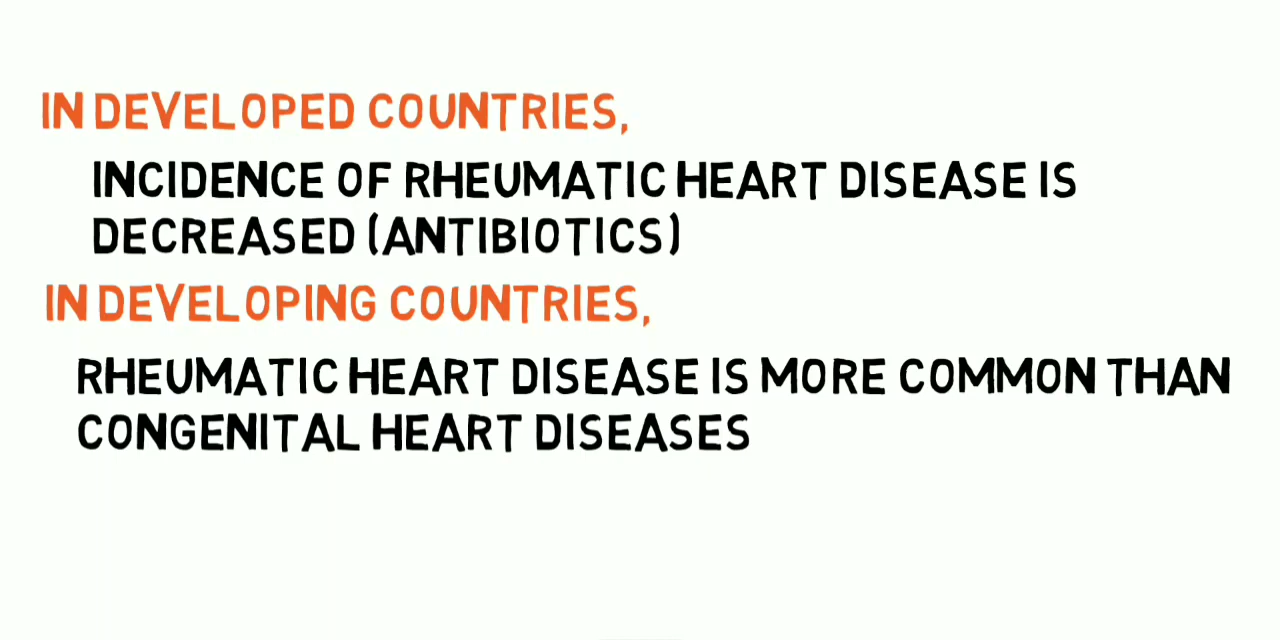 IN DEVELOPED COUNTRIES,
INCIDENCE OF RHEUMATIC HEART DISEASE IS
DECREASED (ANTIBIOTICS)
IN DEVELOPING COUNTRIES,
RHEUMATIC HEART DISEASE IS MORE COMMON THAN
CONGENITAL HEART DISEASES